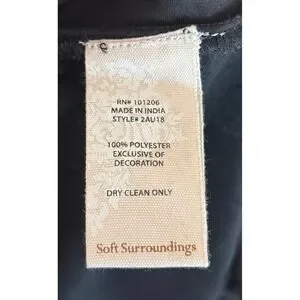 RN# 101206
MADE IN INDIA
STYLE# 2AU18
100% POLYESTER
EXCLUSIVE OF
DECORATION
DRY CLEAN ONLY
Soft Surroundings